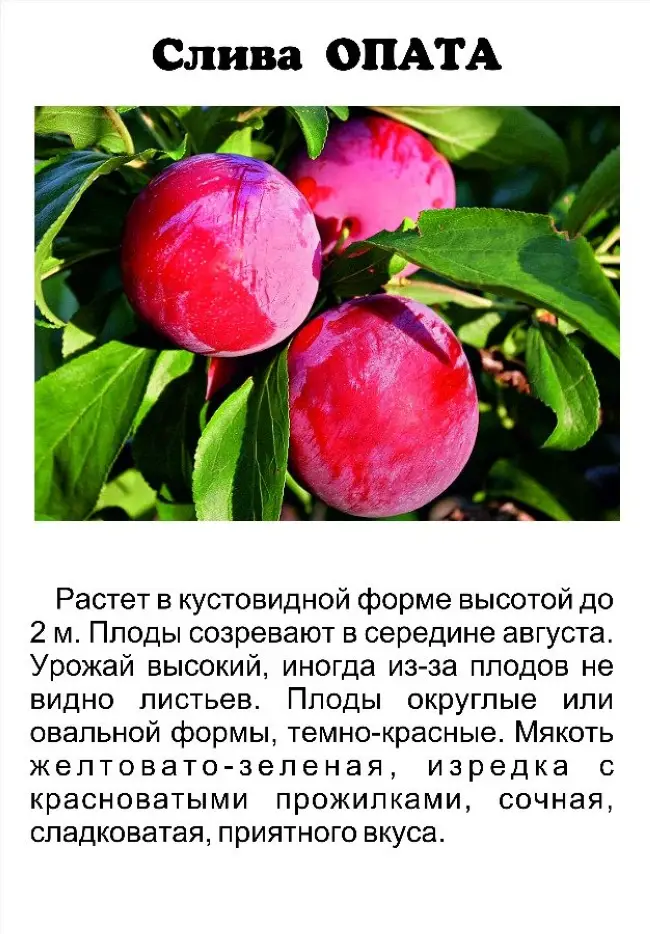 Слива ОПАТА
Растет в кустовидной форме высотой до
2 м. Плоды созревают в середине августа.
Урожай высокий, иногда из-за плодов не
видно листьев. Плоды округлые или
овальной формы, темно-красные. Мякоть
желтовато-зеленая, изредка с
красноватыми прожилками, сочная,
сладковатая, приятного вкуса.